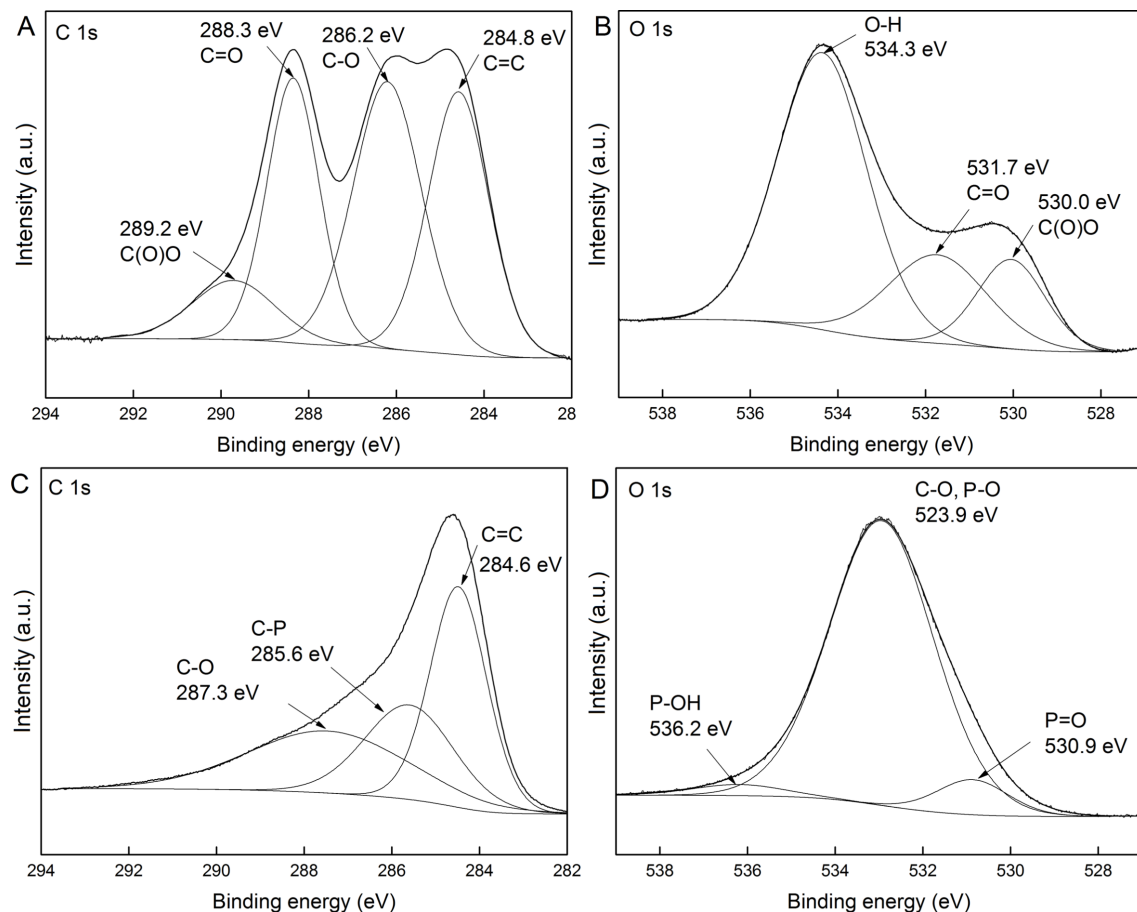 A
C 1s
288.3 eV
C=O
286.2 eV
C-O
284.8 eV
C=C
289.2 eV
C(O)O
Intensity (a.u.)
294 292 290 288 286 284 28
Binding energy (eV)
B
O 1s
O-H
534.3 eV
531.7 eV
C=O
530.0 eV
C(O)O
Intensity (a.u.)
538 536 534 532 530 528
Binding energy (eV)
C
C 1s
C=C
284.6 eV
C-P
285.6 eV
C-O
287.3 eV
Intensity (a.u.)
294 292 290 288 286 284 282
Binding energy (eV)
D
O 1s
C-O, P-O
523.9 eV
P-OH
536.2 eV
P=O
530.9 eV
Intensity (a.u.)
538 536 534 532 530 528
Binding energy (eV)